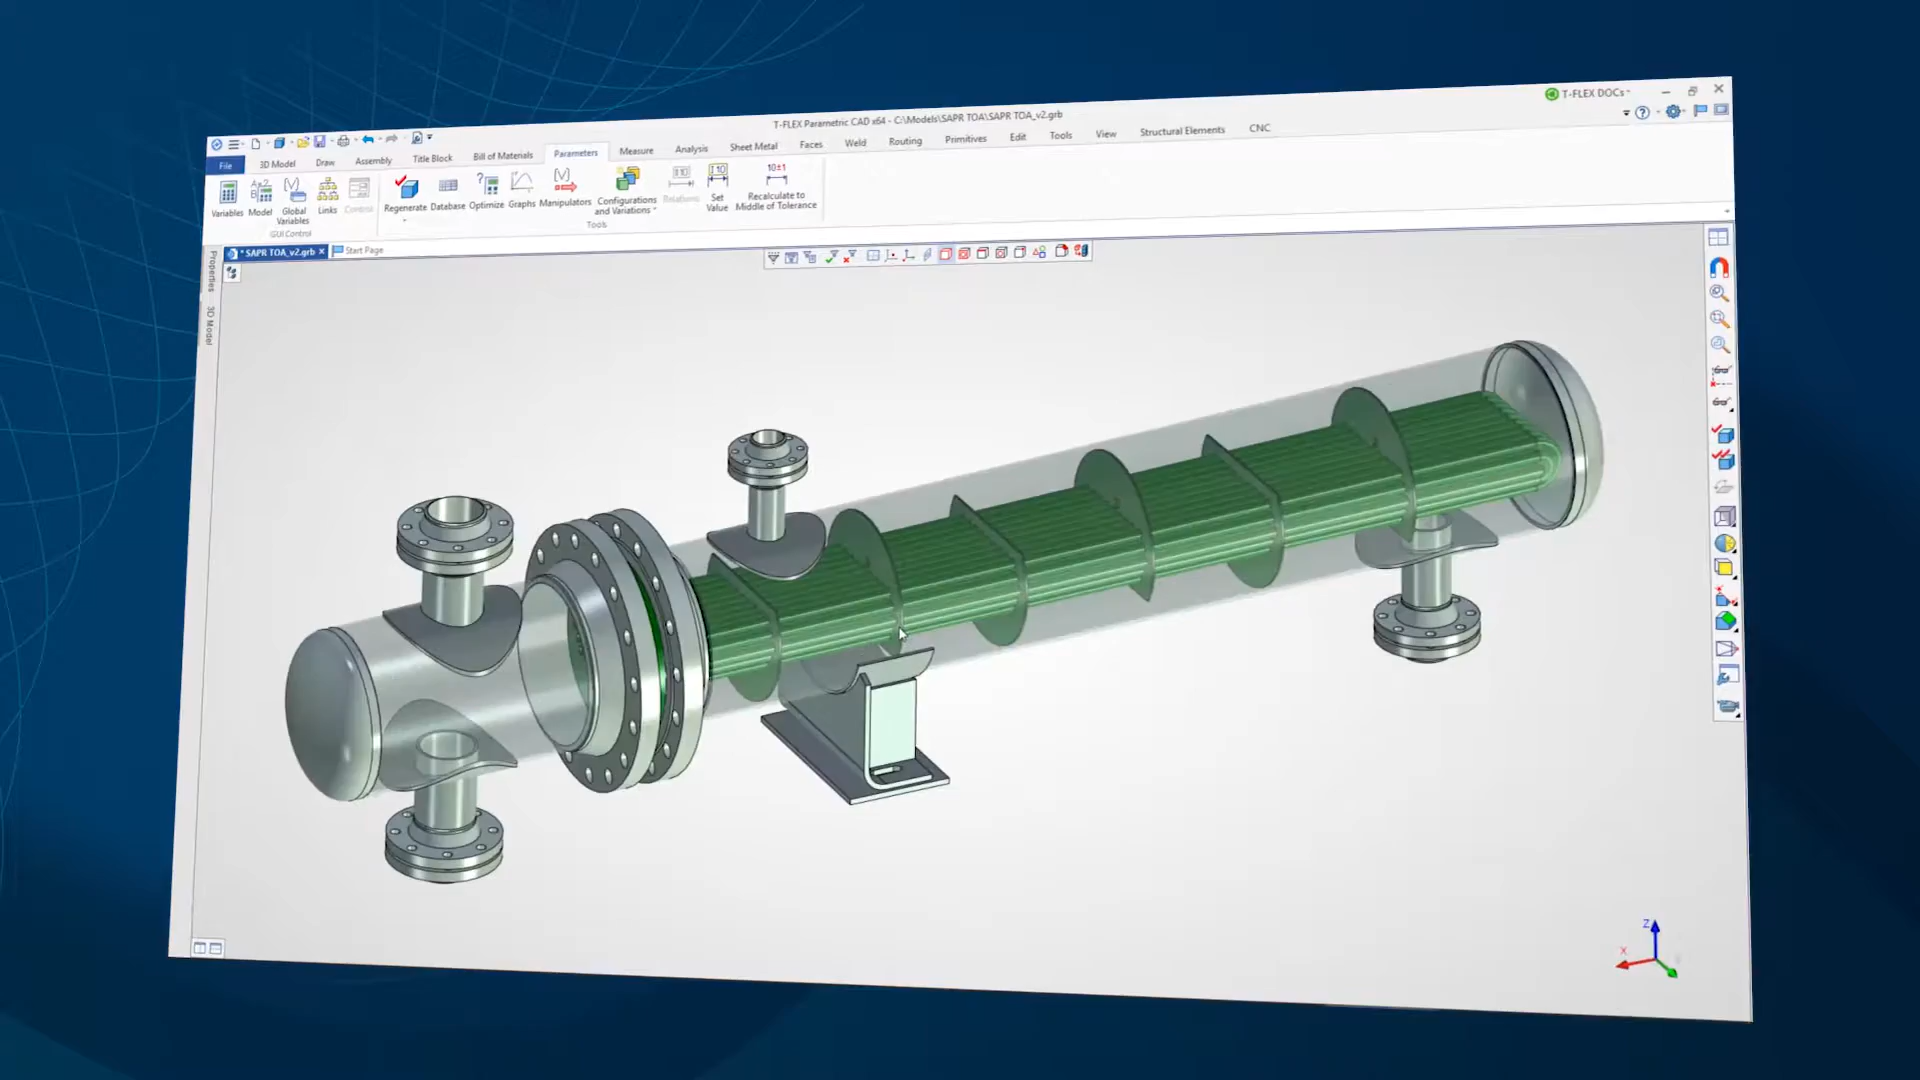 T-FLEX Parametric CAD x64 - C:\Models\SAPR TOA\SAPR TOA_v2.grb
T-FLEX DOCs
File
3D Model
Draw
Assembly
Title Block
Bill of Materials
Parameters
Measure
Analysis
Sheet Metal
Faces
Weld
Routing
Primitives
Edit
Tools
View
Structural Elements
CNC
Variables
Model
Global
Variables
Links
Control
Regenerate
Database
Optimize
Graphs
Manipulators
Configurations
and Variations
Relations
Set
Value
10±1
Recalculate to
Middle of Tolerance
GUI Control
Tools
* SAPR TOA_v2.grb
Start Page
Properties
3D Model
Z
X